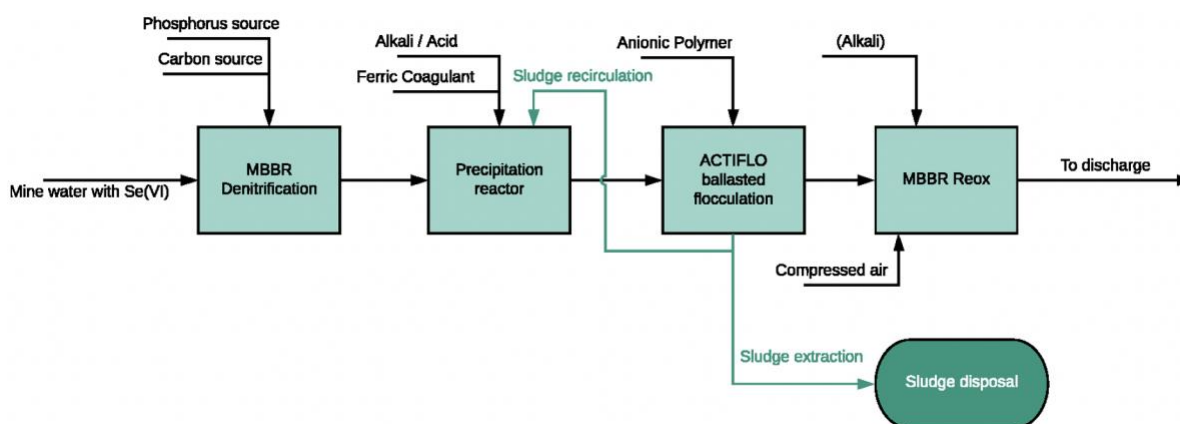 Phosphorus source
Carbon source
Alkali / Acid
Ferric Coagulant
Sludge recirculation
Anionic Polymer
(Alkali)
Mine water with Se(VI)
MBBR
Denitrification
Precipitation
reactor
ACTIFLO
ballasted
flocculation
MBBR Reox
To discharge
Compressed air
Sludge extraction
Sludge disposal